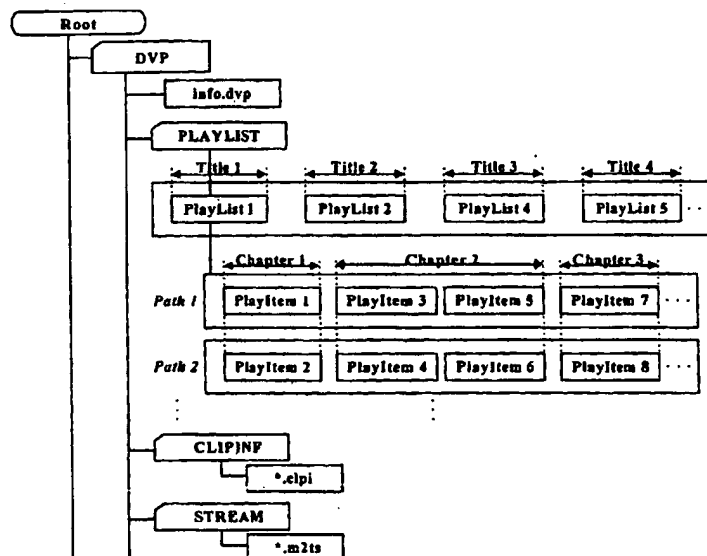 Root
DVP
info.dvp
PLAYLIST
Title 1 Title 2 Title 3 Title 4
PlayList 1 PlayList 2 PlayList 4 PlayList 5 ...
Chapter 1 Chapter 2 Chapter 3
Path 1 PlayItem 1 PlayItem 3 PlayItem 5 PlayItem 7 ...
Path 2 PlayItem 2 PlayItem 4 PlayItem 6 PlayItem 8 ...
CLIPINF
*.clpi
STREAM
*.m2ts